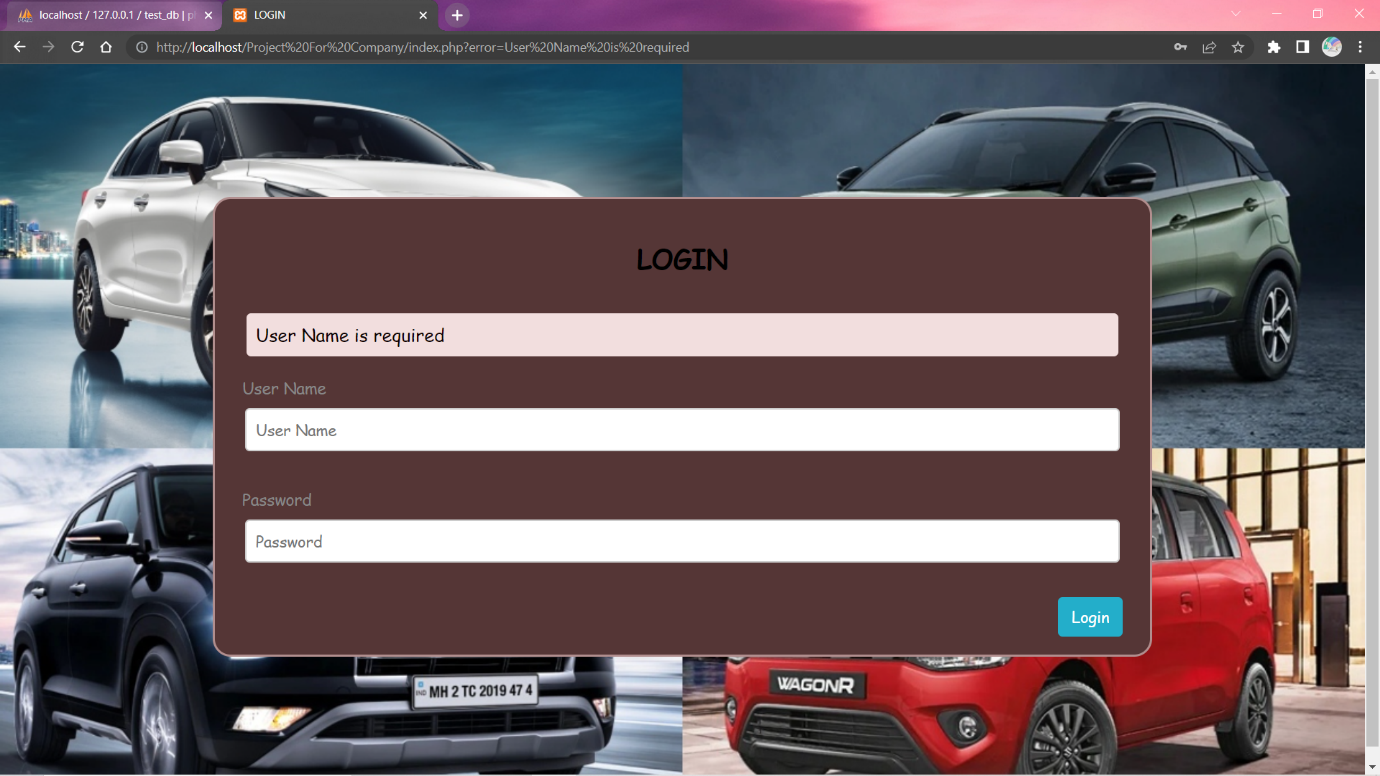 localhost / 127.0.0.1 / test_db | p
LOGIN
http://localhost/Project%20For%20Company/index.php?error=User%20Name%20is%20required
LOGIN
User Name is required
User Name
User Name
Password
Password
Login
IND MH 2 TC 2019 47 4
WAGONR